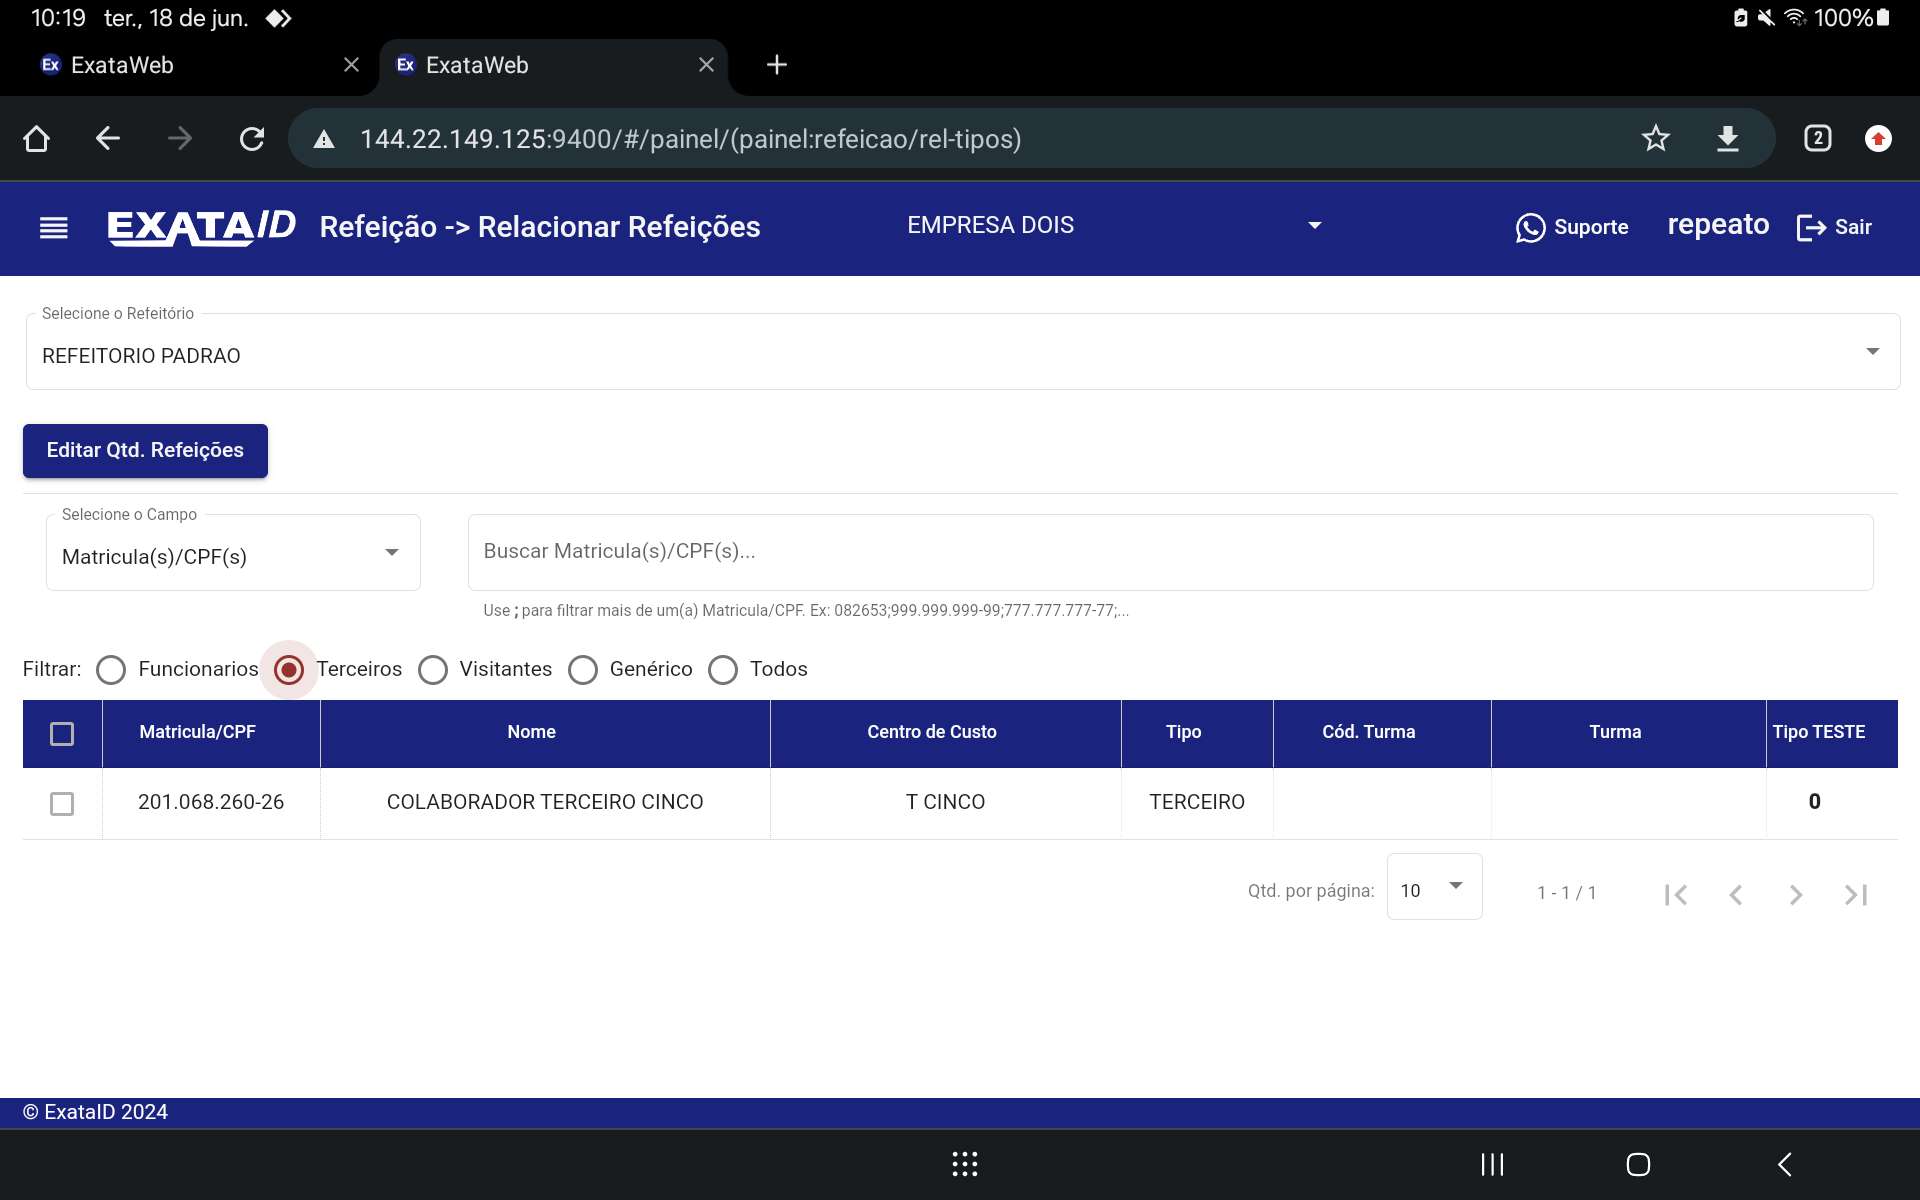 10:19 ter., 18 de jun. 100%
Ex ExataWeb Ex ExataWeb
144.22.149.125:9400/#/painel/(painel:refeicao/rel-tipos) 2
EXATAID Refeição -> Relacionar Refeições EMPRESA DOIS Suporte repeato Sair
Selecione o Refeitório
REFEITORIO PADRAO
Editar Qtd. Refeições
Selecione o Campo
Matricula(s)/CPF(s) Buscar Matricula(s)/CPF(s)...
Use ; para filtrar mais de um(a) Matricula/CPF. Ex: 082653;999.999.999-99;777.777.777-77;...
Filtrar: Funcionarios Terceiros Visitantes Genérico Todos
Matricula/CPF Nome Centro de Custo Tipo Cód. Turma Turma Tipo TESTE
201.068.260-26 COLABORADOR TERCEIRO CINCO T CINCO TERCEIRO 0
Qtd. por página: 10 1 - 1 / 1
© ExataID 2024